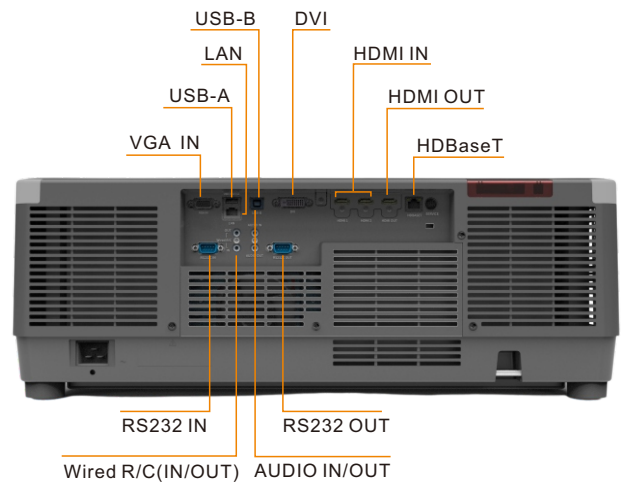 USB-B DVI
LAN HDMI IN
USB-A HDMI OUT
VGA IN HDBaseT
RS232 IN RS232 OUT
Wired R/C(IN/OUT) AUDIO IN/OUT